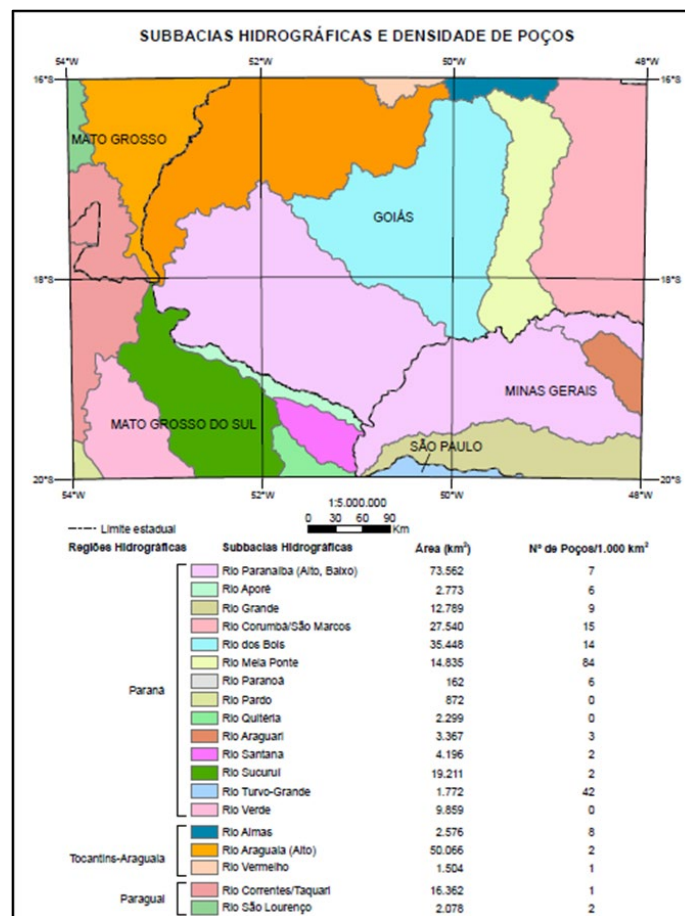 SUBBACIAS HIDROGRÁFICAS E DENSIDADE DE POÇOS
54°W 52°W 50°W 48°W
16°S 16°S
MATO GROSSO
GOIÁS
18°S 18°S
MINAS GERAIS
MATO GROSSO DO SUL
SÃO PAULO
20°S 20°S
54°W 52°W 50°W 48°W
1:5.000.000
Limite estadual 0 30 60 90 Km
Regiões Hidrográficas Subbacias Hidrográficas Área (km²) Nº de Poços/1.000 km²
Paraná
Rio Paranaíba (Alto, Baixo) 73.562 7
Rio Aporé 2.773 6
Rio Grande 12.789 9
Rio Corumbá/São Marcos 27.540 15
Rio dos Bois 35.448 14
Rio Meia Ponte 14.835 84
Rio Paranoá 162 6
Rio Pardo 872 0
Rio Quitéria 2.299 0
Rio Araguari 3.367 3
Rio Santana 4.196 2
Rio Sucuruí 19.211 2
Rio Turvo-Grande 1.772 42
Rio Verde 9.859 0
Tocantins-Araguaia
Rio Almas 2.576 8
Rio Araguaia (Alto) 50.066 2
Rio Vermelho 1.504 1
Paraguai
Rio Correntes/Taquari 16.362 1
Rio São Lourenço 2.078 2